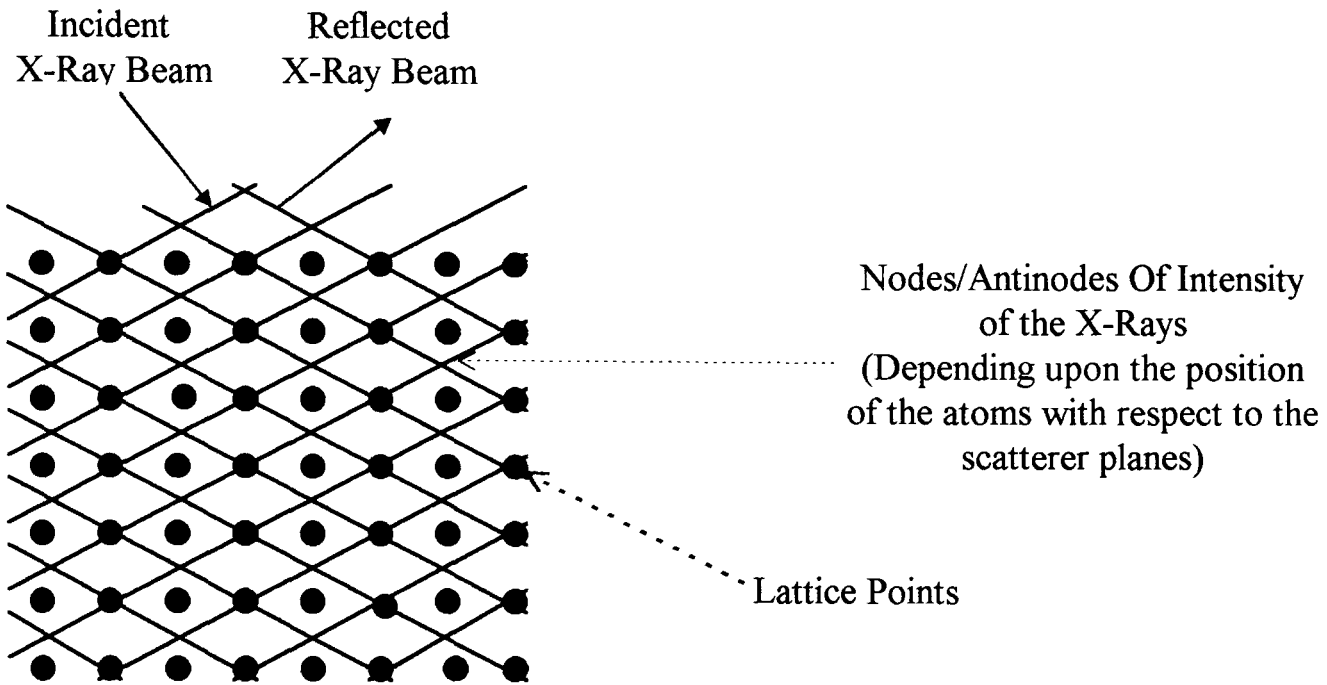 Incident
X-Ray Beam
Reflected
X-Ray Beam
Nodes/Antinodes Of Intensity
of the X-Rays
(Depending upon the position
of the atoms with respect to the
scatterer planes)
Lattice Points